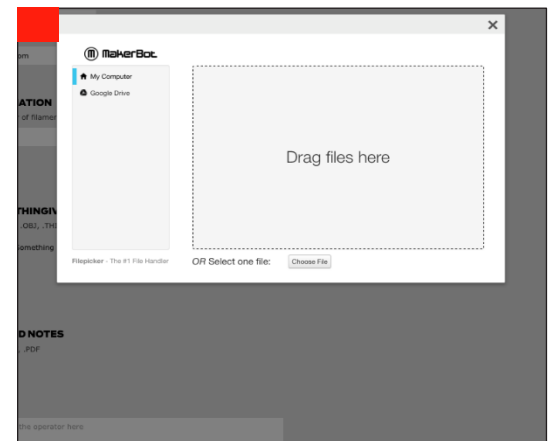 ×
MakerBot
My Computer
Google Drive
Drag files here
Filepicker - The #1 File Handler
OR Select one file:
Choose File
om
ATION
r of filamen
THINGIV
.OBJ, .THI
something
D NOTES
, .PDF
the operator here